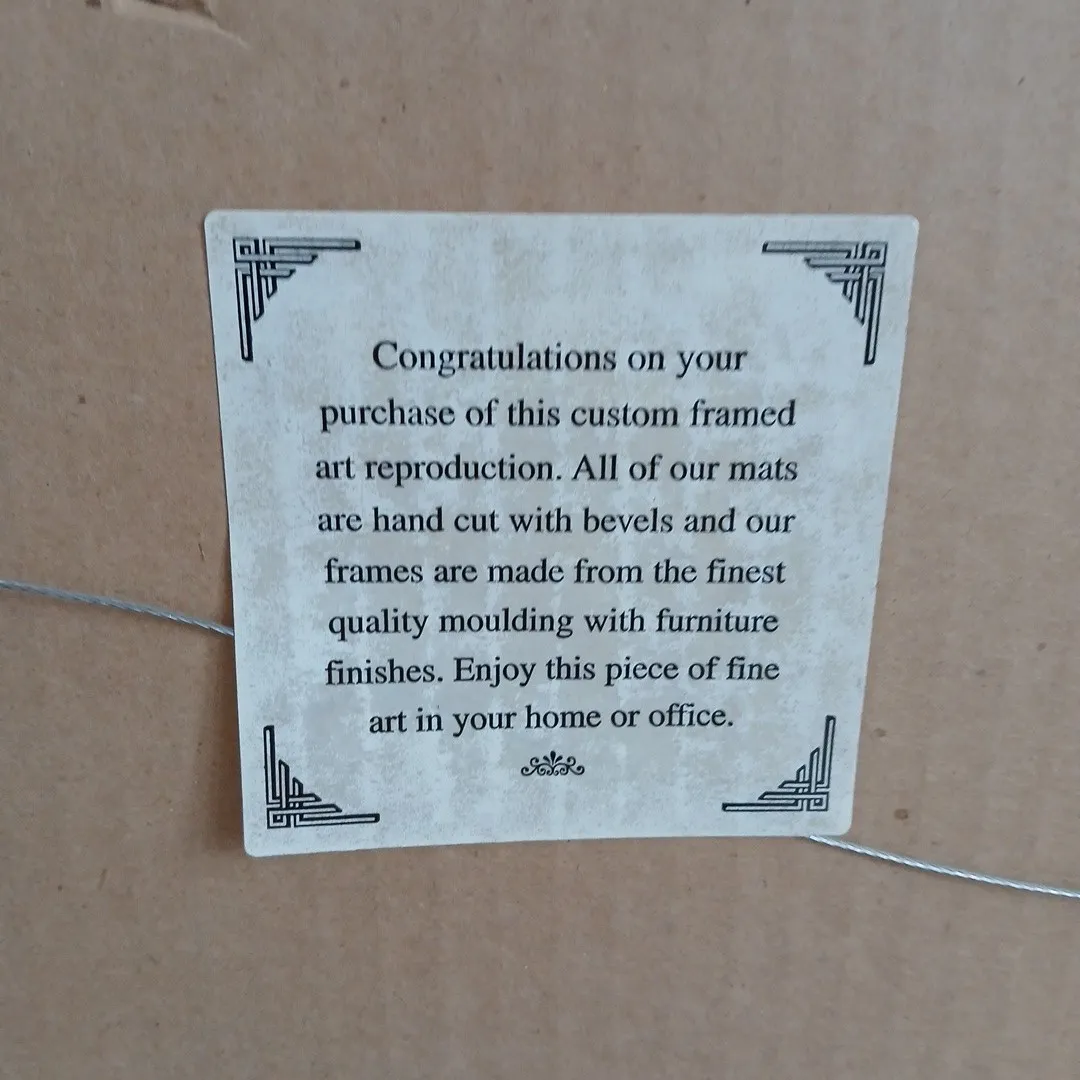 Congratulations on your
purchase of this custom framed
art reproduction. All of our mats
are hand cut with bevels and our
frames are made from the finest
quality moulding with furniture
finishes. Enjoy this piece of fine
art in your home or office.